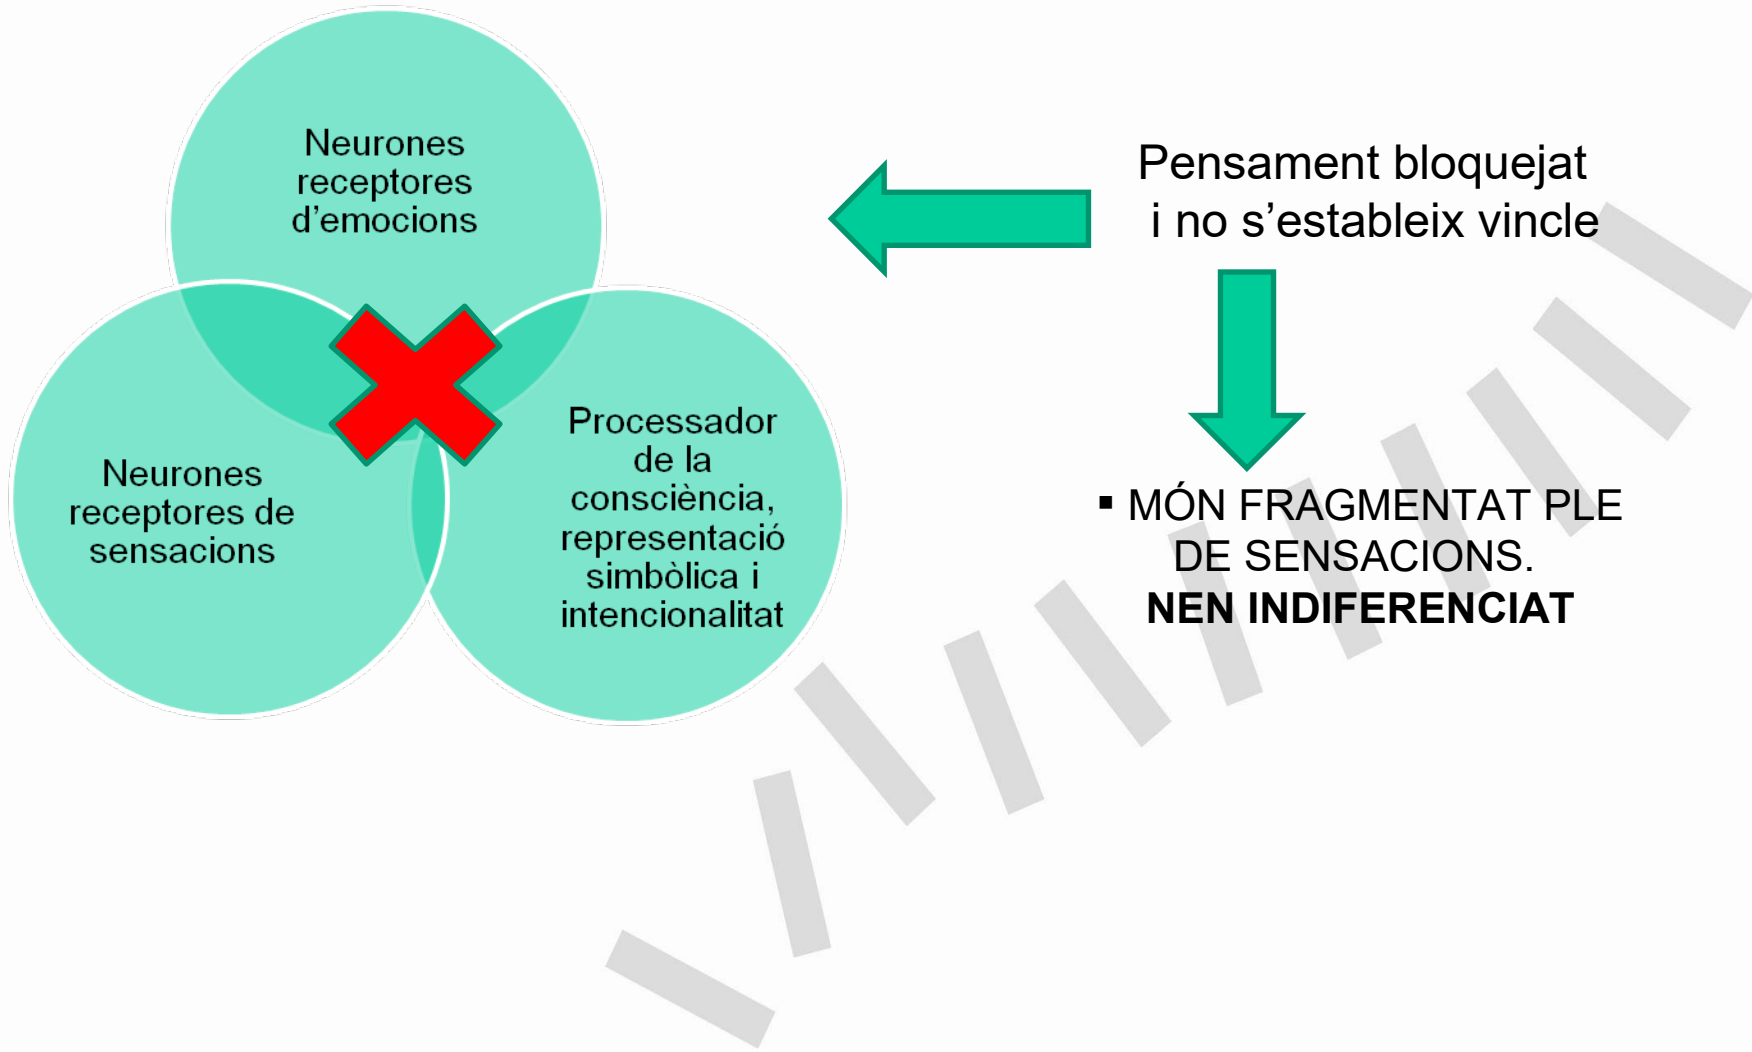 Neurones
receptores
d’emocions
Neurones
receptores de
sensacions
Processador
de la
consciència,
representació
simbòlica i
intencionalitat
Pensament bloquejat
i no s’estableix vincle
▪ MÓN FRAGMENTAT PLE
DE SENSACIONS.
NEN INDIFERENCIAT